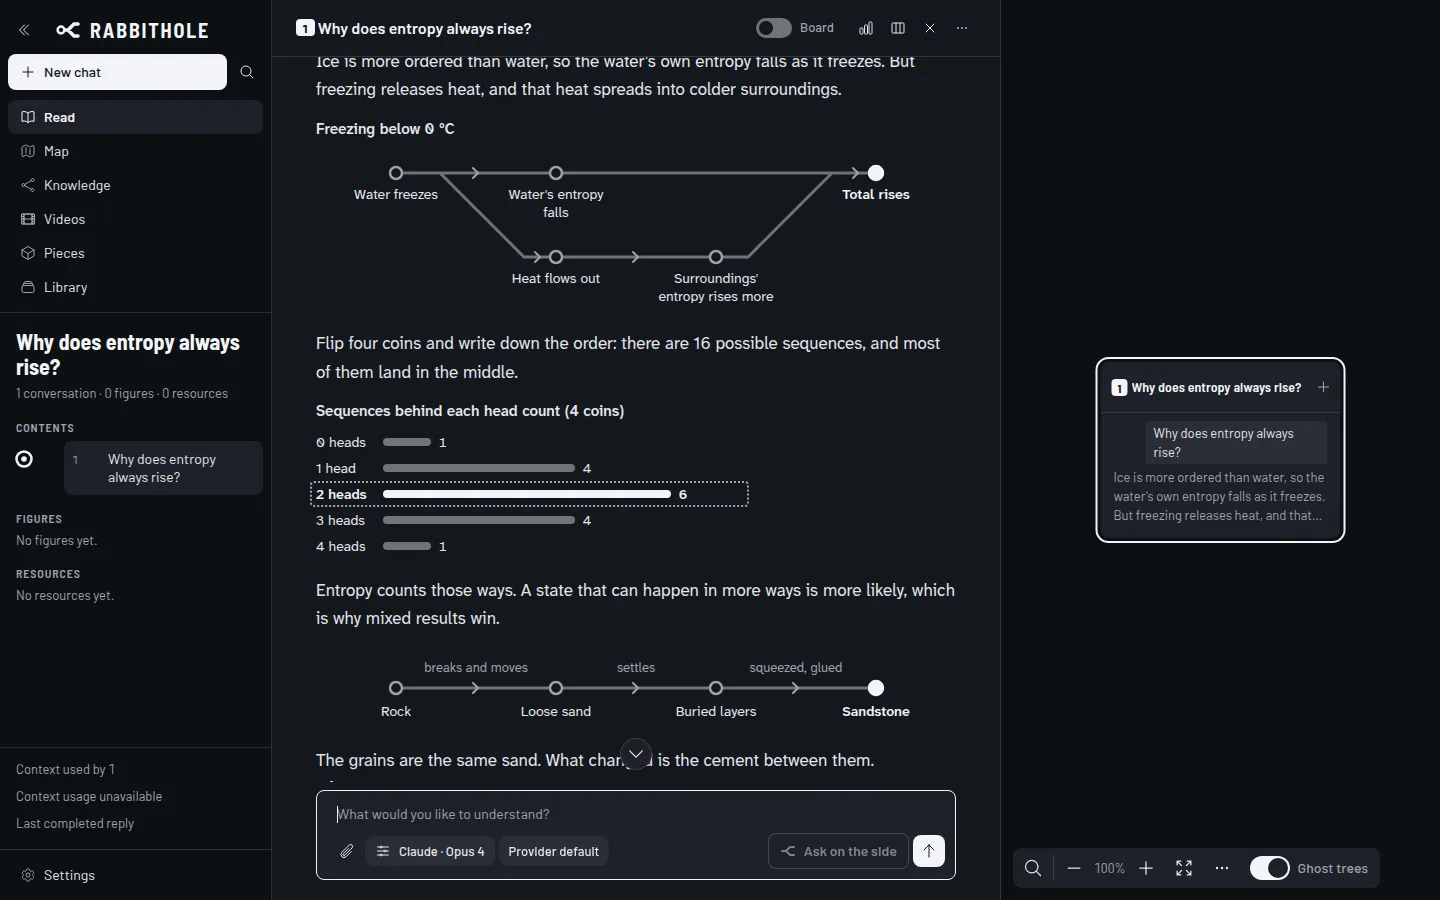 RABBITHOLE
New chat
Read
Map
Knowledge
Videos
Pieces
Library
Why does entropy always
rise?
1 conversation · 0 figures · 0 resources
CONTENTS
1
Why does entropy
always rise?
FIGURES
No figures yet.
RESOURCES
No resources yet.
Context used by 1
Context usage unavailable
Last completed reply
Settings
1 Why does entropy always rise?
Board
Ice is more ordered than water, so the water's own entropy falls as it freezes. But
freezing releases heat, and that heat spreads into colder surroundings.
Freezing below 0 °C
Water freezes
Water's entropy
falls
Total rises
Heat flows out
Surroundings'
entropy rises more
Flip four coins and write down the order: there are 16 possible sequences, and most
of them land in the middle.
Sequences behind each head count (4 coins)
0 heads 1
1 head 4
2 heads 6
3 heads 4
4 heads 1
Entropy counts those ways. A state that can happen in more ways is more likely, which
is why mixed results win.
breaks and moves settles squeezed, glued
Rock Loose sand Buried layers Sandstone
The grains are the same sand. What is the cement between them.
What would you like to understand?
Claude · Opus 4 Provider default Ask on the side
1 Why does entropy always rise?
Why does entropy always
rise?
Ice is more ordered than water, so the
water's own entropy falls as it freezes.
But freezing releases heat, and that...
100% Ghost trees